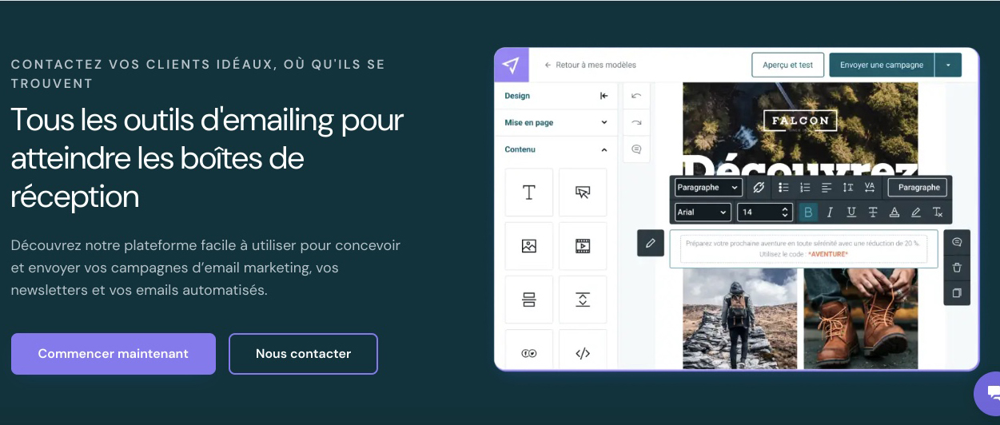 CONTACTEZ VOS CLIENTS IDÉAUX, OÙ QU'ILS SE
TROUVENT
Tous les outils d'emailing pour
atteindre les boîtes de
réception
Découvrez notre plateforme facile à utiliser pour concevoir
et envoyer vos campagnes d’email marketing, vos
newsletters et vos emails automatisés.
Commencer maintenant
Nous contacter
Retour à mes modèles
Aperçu et test
Envoyer une campagne
Design
Mise en page
Contenu
FALCON
Découvrez
Paragraphe
Paragraphe
Arial
14
Préparez votre prochaine aventure en toute sérénité avec une réduction de 20 %.
Utilisez le code : *AVENTURE*